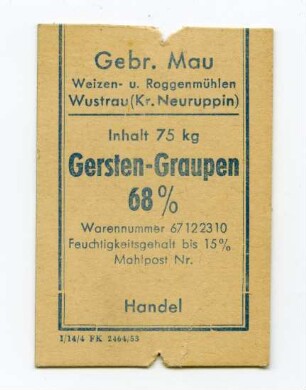 Gebr. Mau
Weizen- u. Roggenmühlen
Wustrau (Kr. Neuruppin)
Inhalt 75 kg
Gersten-Graupen
68%
Warennummer 67122310
Feuchtigkeitsgehalt bis 15%
Mahlpost Nr.
Handel
I/14/4 FK 2464/53